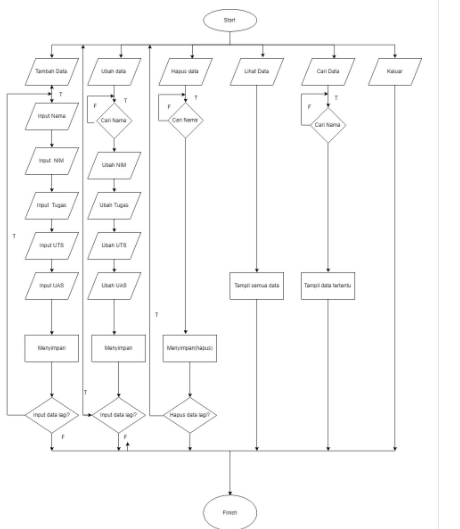 Start
Tambah Data
Ubah data
Hapus data
Lihat Data
Cari Data
Keluar
T
F
T
F
T
F
T
Input Nama
Cari Nama
Cari Nama
Cari Nama
Input NIM
Ubah NIM
Input Tugas
Ubah Tugas
T
Input UTS
Ubah UTS
Input UAS
Ubah UAS
Tampil semua data
Tampil data tertentu
T
Menyimpan
Menyimpan
Menyimpan(hapus)
T
Input data lagi?
Input data lagi?
Hapus data lagi?
F
F
Finish